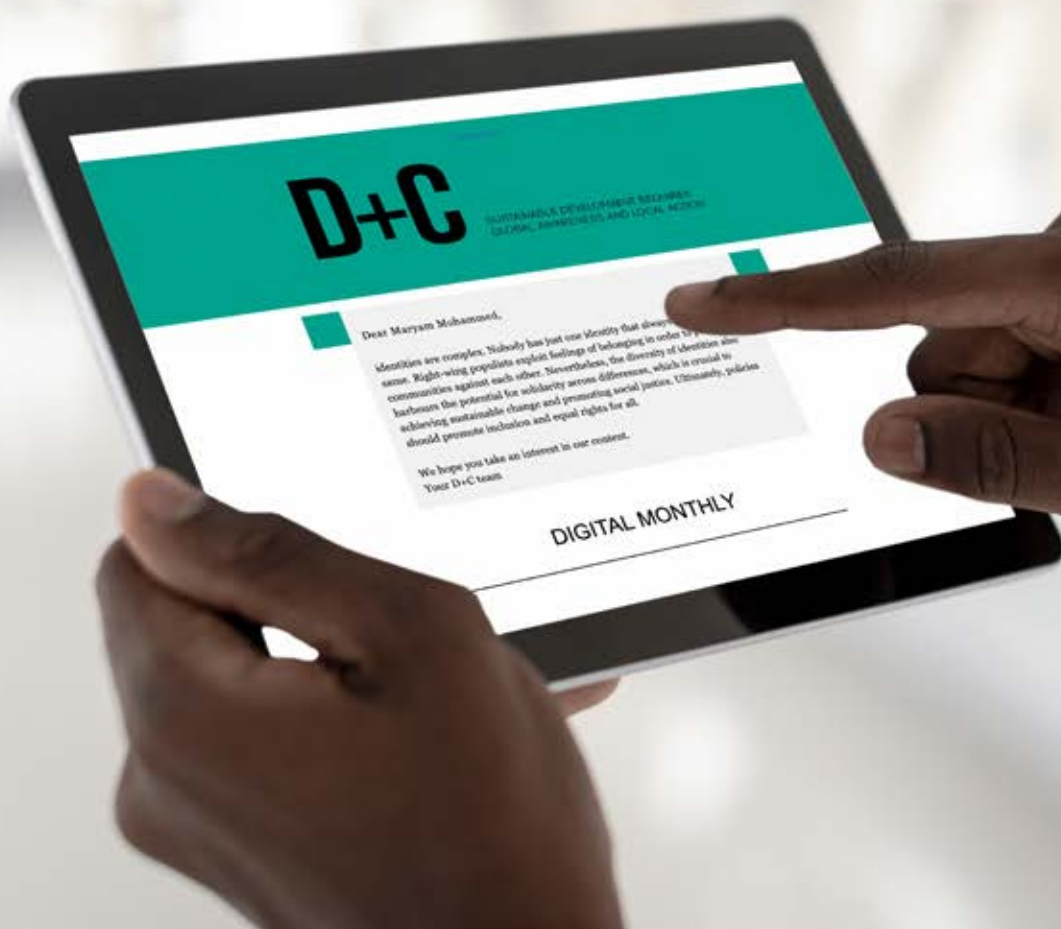 D+C
SUSTAINABLE DEVELOPMENT REQUIRES
GLOBAL AWARENESS AND LOCAL ACTION
Dear Maryam Mohammed,
identities are complex. Nobody has just one identity that
same. Right-wing populists exploit feelings of belonging in order to
communities against each other. Nevertheless, the diversity of identities also
harbours the potential for solidarity across differences, which is crucial to
achieving sustainable change and promoting social justice. Ultimately, policies
should promote inclusion and equal rights for all.
We hope you take an interest in our content.
Your D+C team
DIGITAL MONTHLY